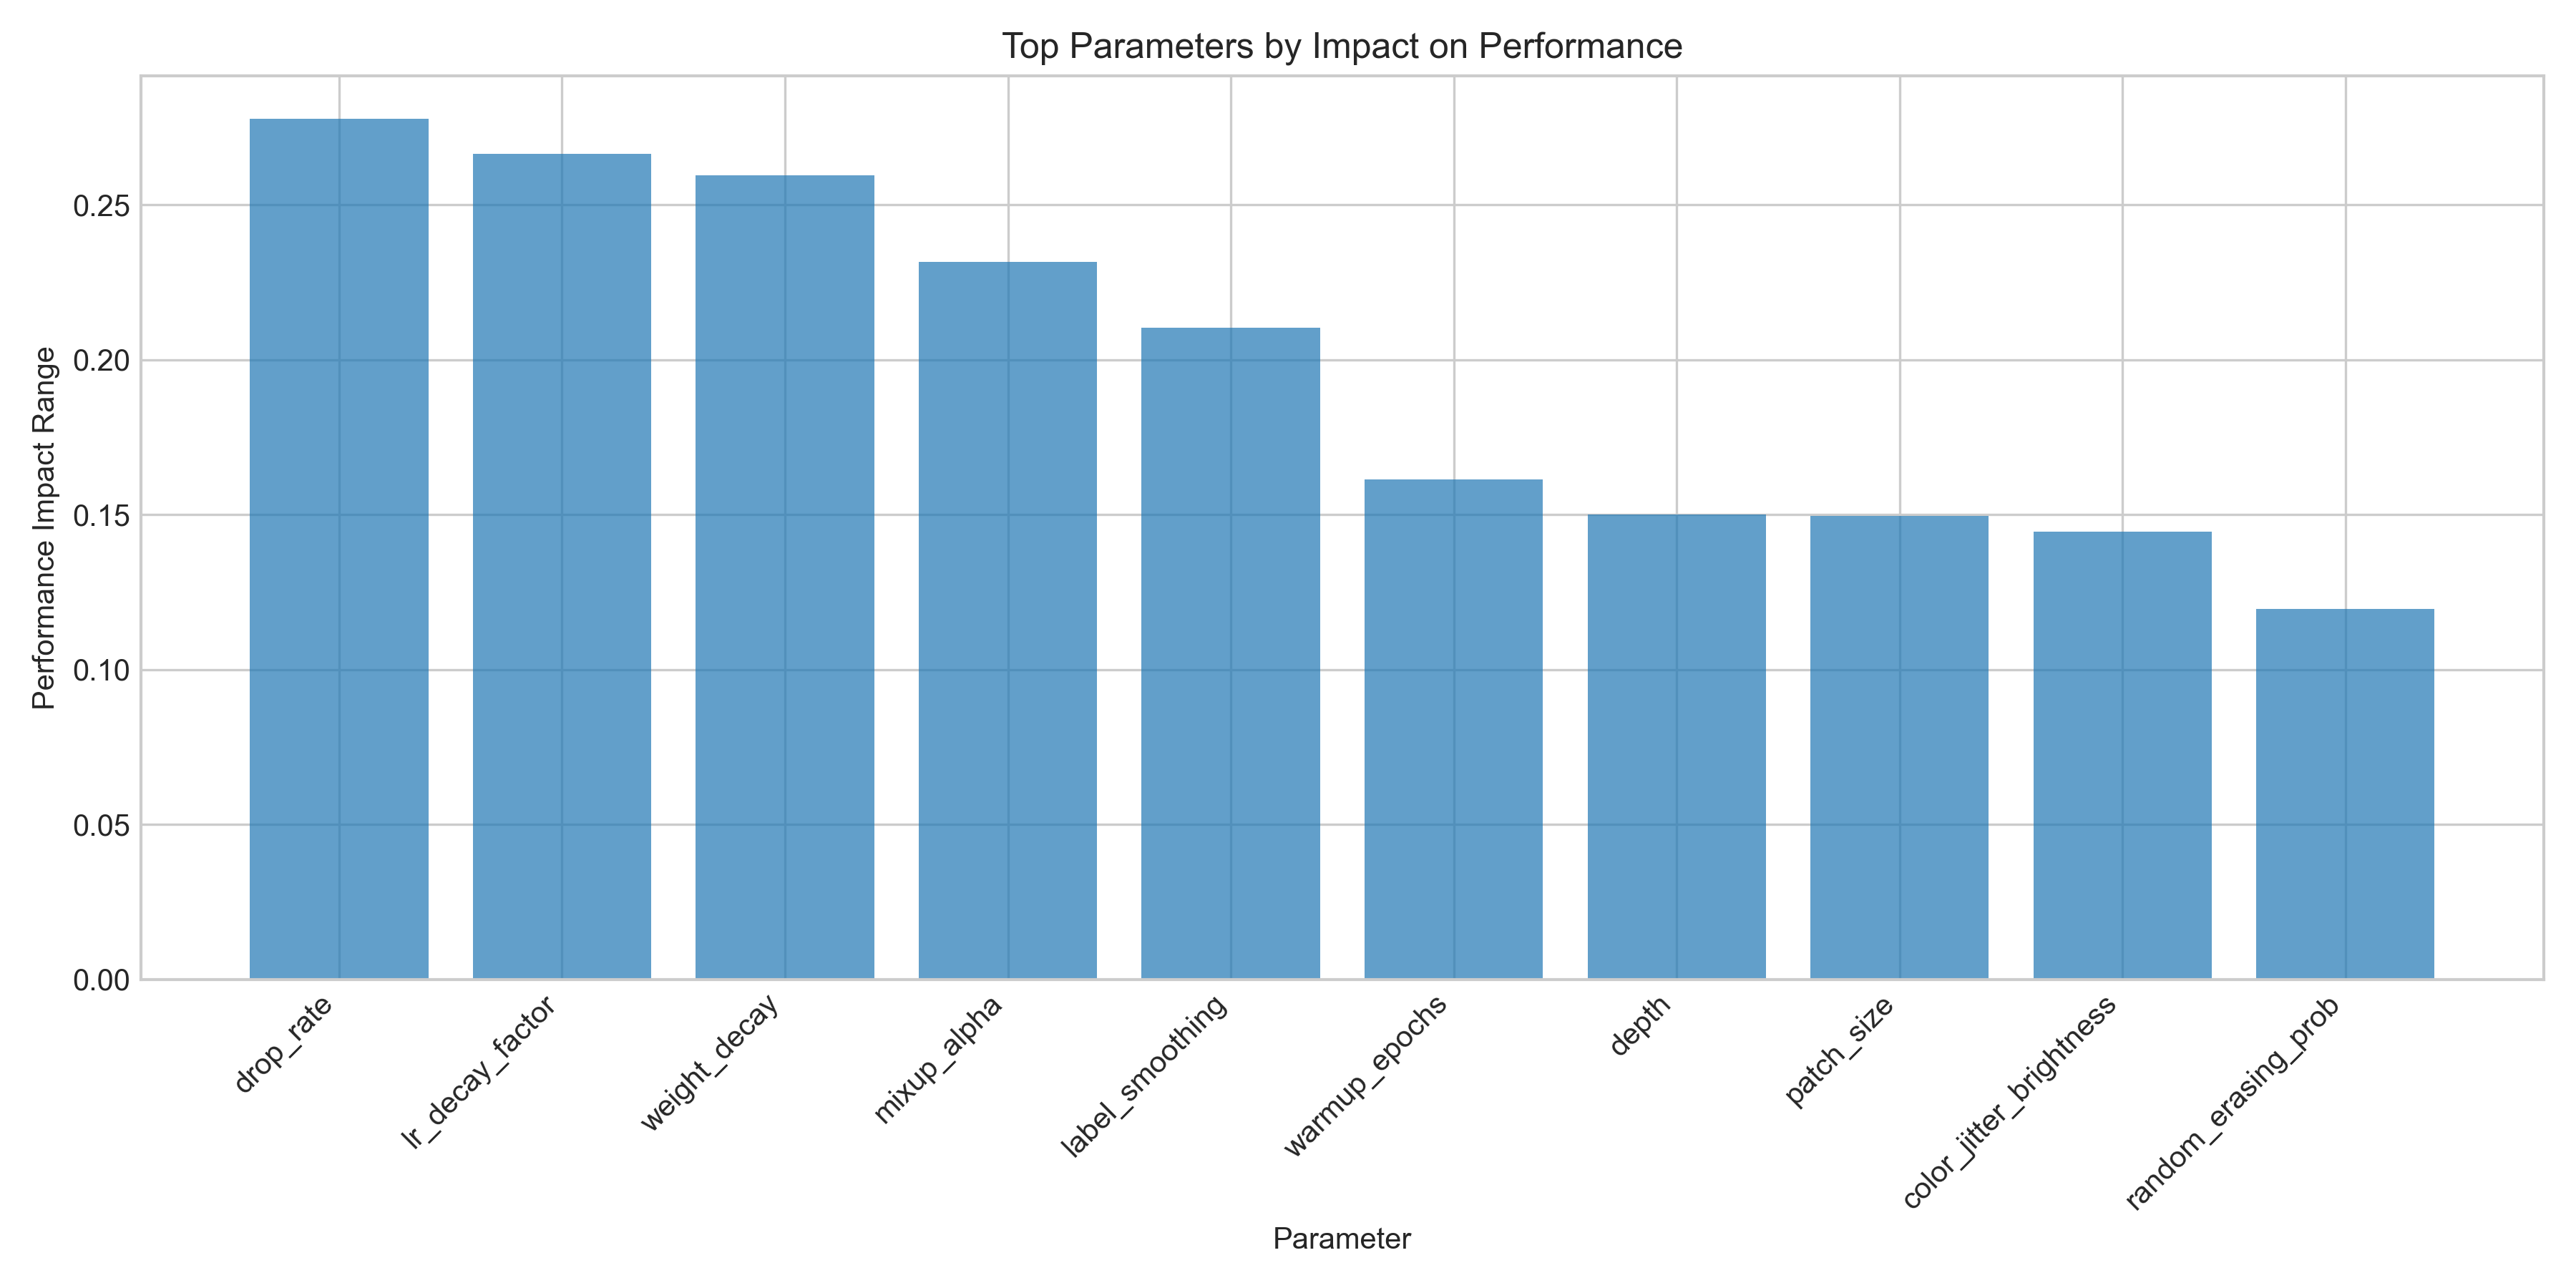 Top Parameters by Impact on Performance
Performance Impact Range
0.25
0.20
0.15
0.10
0.05
0.00
drop_rate
lr_decay_factor
weight_decay
mixup_alpha
label_smoothing
warmup_epochs
depth
patch_size
color_jitter_brightness
random_erasing_prob
Parameter